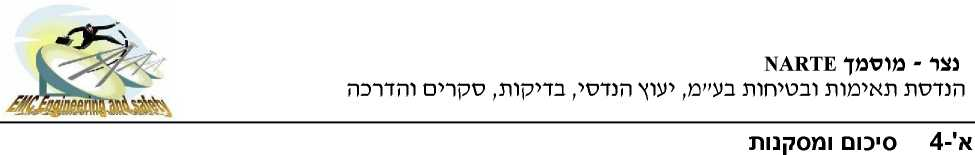 נצר - מוסמך NARTE
הנדסת תאימות ובטיחות בע״מ, יעוץ הנדסי, בדיקות, סקרים והדרכה
EMC Engineering and safety
א'-4 סיכום ומסקנות